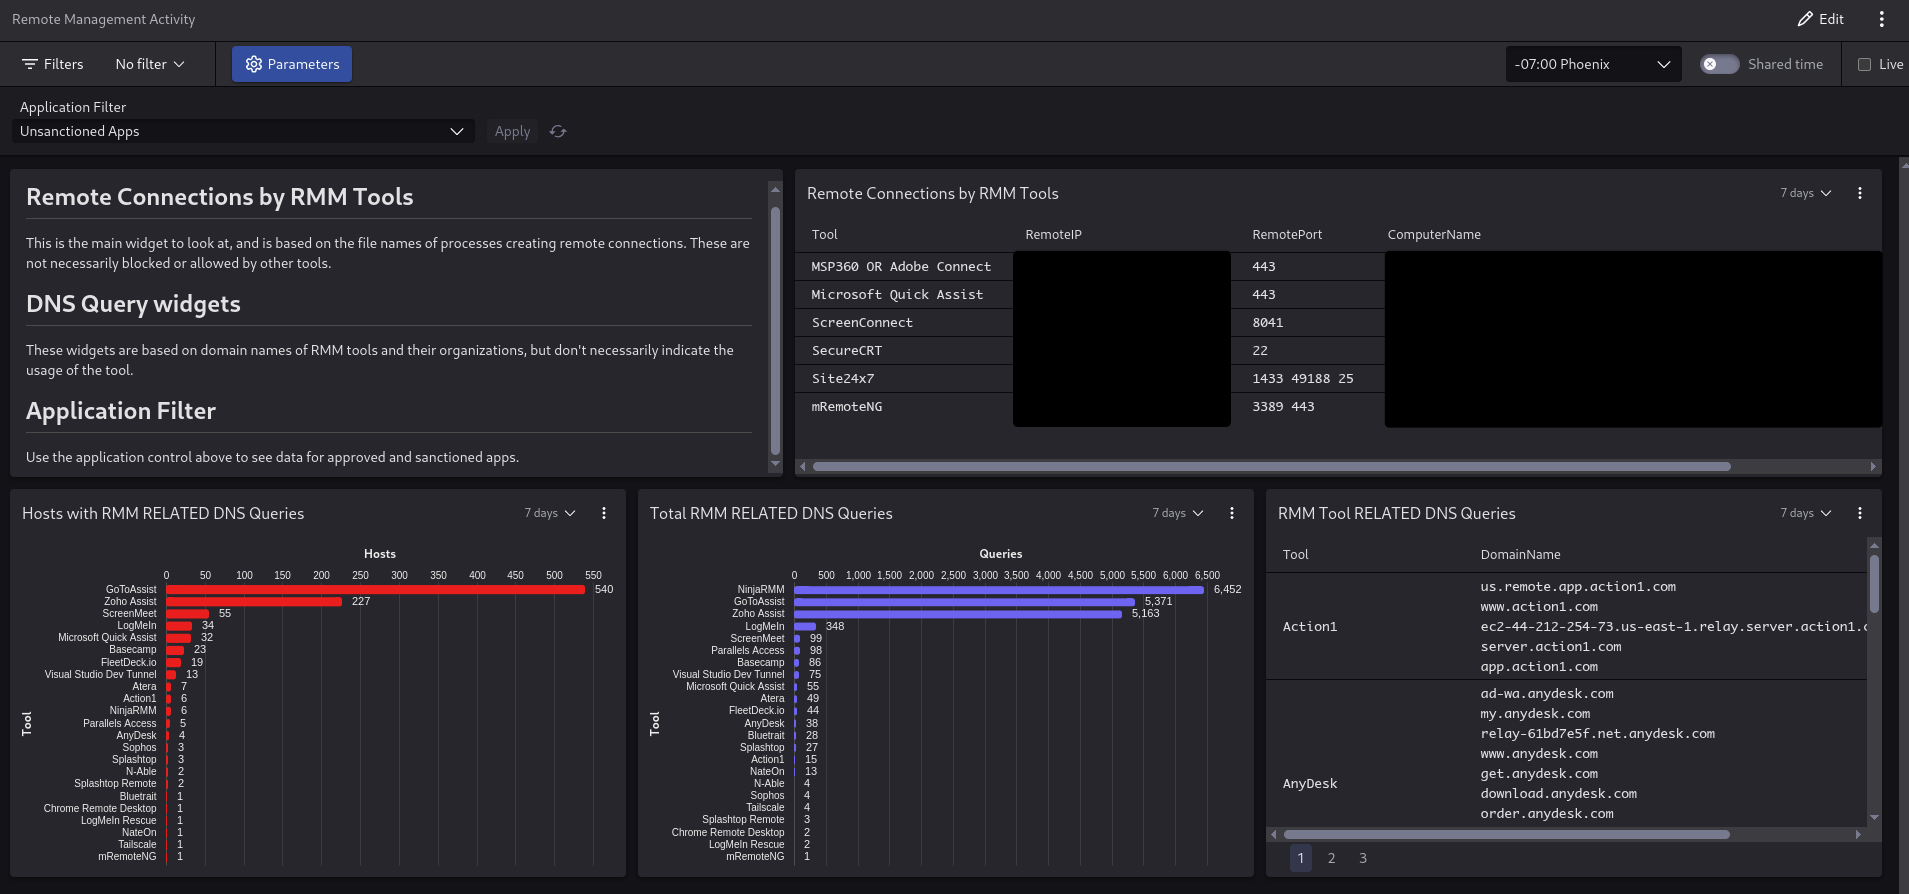 Remote Management Activity
Edit
Filters
No filter
Parameters
-07:00 Phoenix
Shared time
Live
Application Filter
Unsanctioned Apps
Apply
Remote Connections by RMM Tools
This is the main widget to look at, and is based on the file names of processes creating remote connections. These are
not necessarily blocked or allowed by other tools.
DNS Query widgets
These widgets are based on domain names of RMM tools and their organizations, but don't necessarily indicate the
usage of the tool.
Application Filter
Use the application control above to see data for approved and sanctioned apps.
Remote Connections by RMM Tools
7 days
Tool RemoteIP RemotePort ComputerName
MSP360 OR Adobe Connect 443
Microsoft Quick Assist 443
ScreenConnect 8041
SecureCRT 22
Site24x7 1433 49188 25
mRemoteNG 3389 443
Hosts with RMM RELATED DNS Queries
7 days
Hosts
0 50 100 150 200 250 300 350 400 450 500 550
Tool
GoToAssist 540
Zoho Assist 227
ScreenMeet 55
LogMeIn 34
Microsoft Quick Assist 32
Basecamp 23
FleetDeck.io 19
Visual Studio Dev Tunnel 13
Atera 7
Action1 6
NinjaRMM 6
Parallels Access 5
AnyDesk 4
Sophos 3
Splashtop 3
N-Able 2
Splashtop Remote 2
Bluetrait 1
Chrome Remote Desktop 1
LogMeIn Rescue 1
NateOn 1
Tailscale 1
mRemoteNG 1
Total RMM RELATED DNS Queries
7 days
Queries
0 500 1,000 1,500 2,000 2,500 3,000 3,500 4,000 4,500 5,000 5,500 6,000 6,500
Tool
NinjaRMM 6,452
GoToAssist 5,371
Zoho Assist 5,163
LogMeIn 348
ScreenMeet 99
Parallels Access 98
Basecamp 86
Visual Studio Dev Tunnel 75
Microsoft Quick Assist 55
Atera 49
FleetDeck.io 44
AnyDesk 38
Bluetrait 28
Splashtop 27
Action1 15
NateOn 13
N-Able 4
Sophos 4
Tailscale 4
Splashtop Remote 3
Chrome Remote Desktop 2
LogMeIn Rescue 2
mRemoteNG 1
RMM Tool RELATED DNS Queries
7 days
Tool DomainName
Action1
us.remote.app.action1.com
www.action1.com
ec2-44-212-254-73.us-east-1.relay.server.action1.c
server.action1.com
app.action1.com
AnyDesk
ad-wa.anydesk.com
my.anydesk.com
relay-61bd7e5f.net.anydesk.com
www.anydesk.com
get.anydesk.com
download.anydesk.com
order.anydesk.com
1 2 3